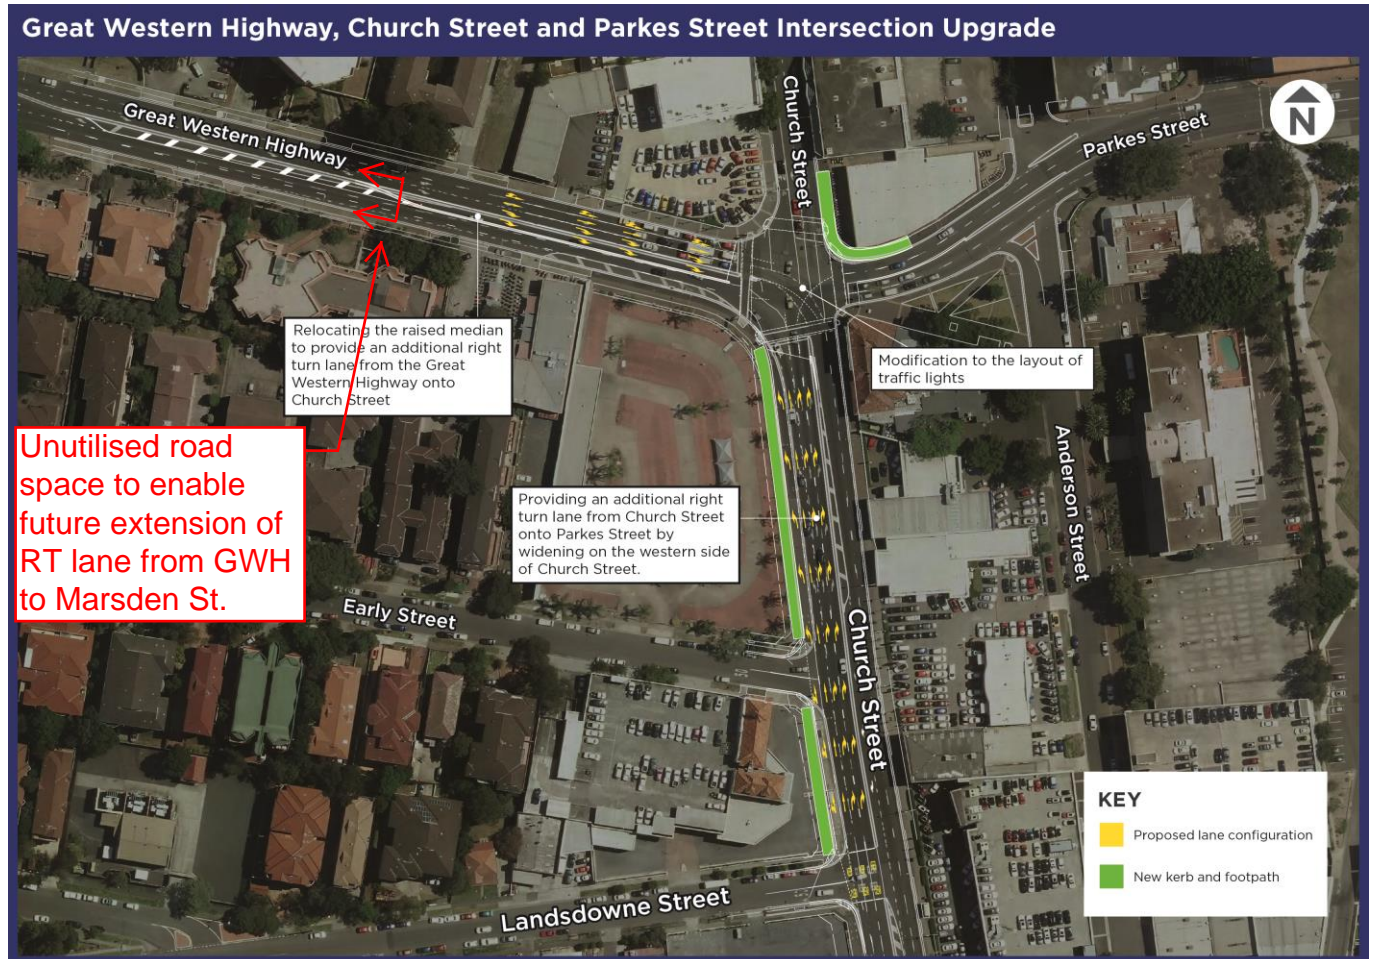 Great Western Highway, Church Street and Parkes Street Intersection Upgrade
Great Western Highway
Church Street
Parkes Street
N
Relocating the raised median
to provide an additional right
turn lane from the Great
Western Highway onto
Church Street
Modification to the layout of
traffic lights
Unutilised road
space to enable
future extension of
RT lane from GWH
to Marsden St.
Providing an additional right
turn lane from Church Street
onto Parkes Street by
widening on the western side
of Church Street.
Anderson Street
Early Street
Church Street
Landsdowne Street
KEY
Proposed lane configuration
New kerb and footpath